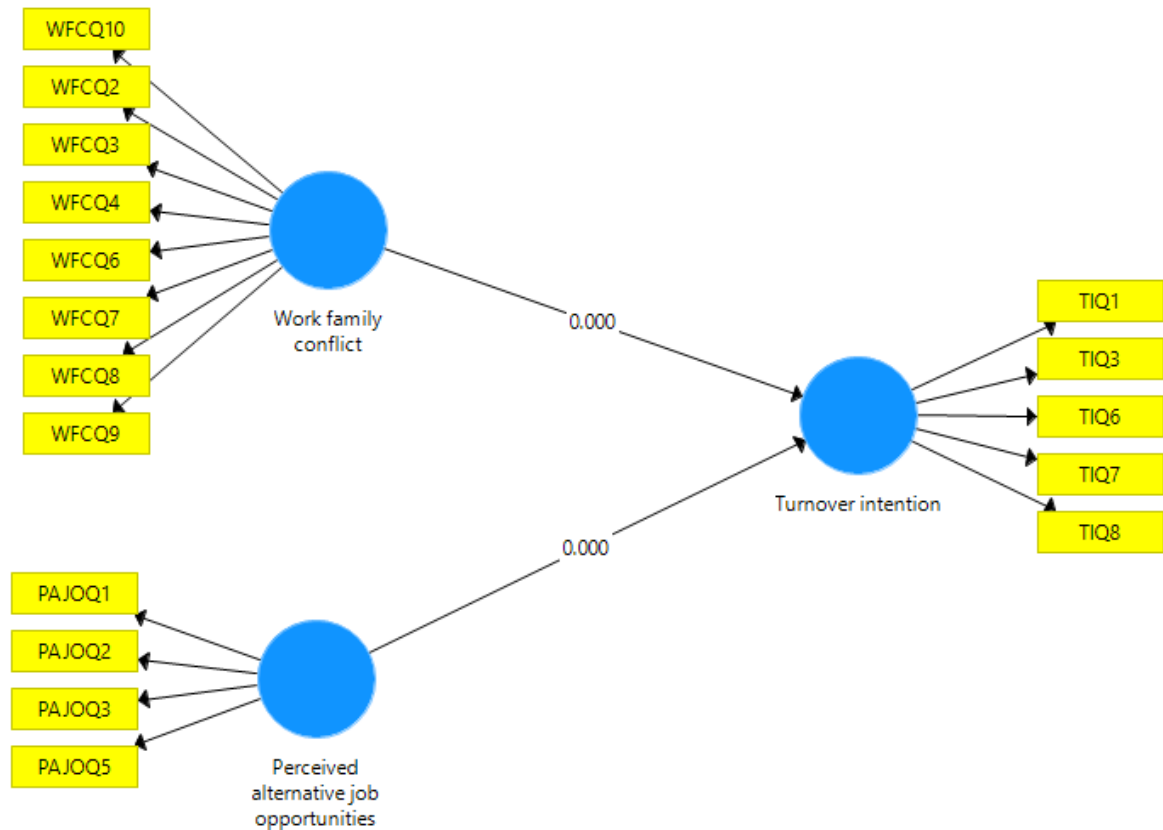 WFCQ10
WFCQ2
WFCQ3
WFCQ4
WFCQ6
WFCQ7
WFCQ8
WFCQ9
Work family
conflict
0.000
TIQ1
TIQ3
TIQ6
TIQ7
TIQ8
Turnover intention
0.000
PAJOQ1
PAJOQ2
PAJOQ3
PAJOQ5
Perceived
alternative job
opportunities